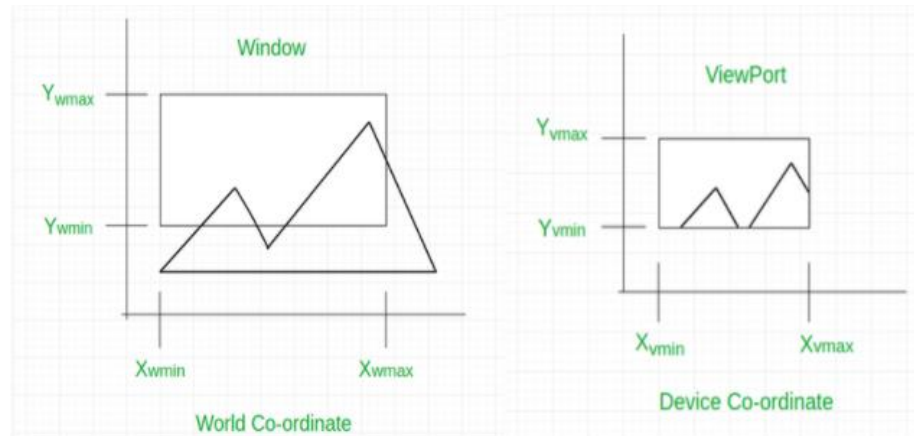 Window
Ywmax
Ywmin
Xwmin
Xwmax
World Co-ordinate
ViewPort
Yvmax
Yvmin
Xvmin
Xvmax
Device Co-ordinate